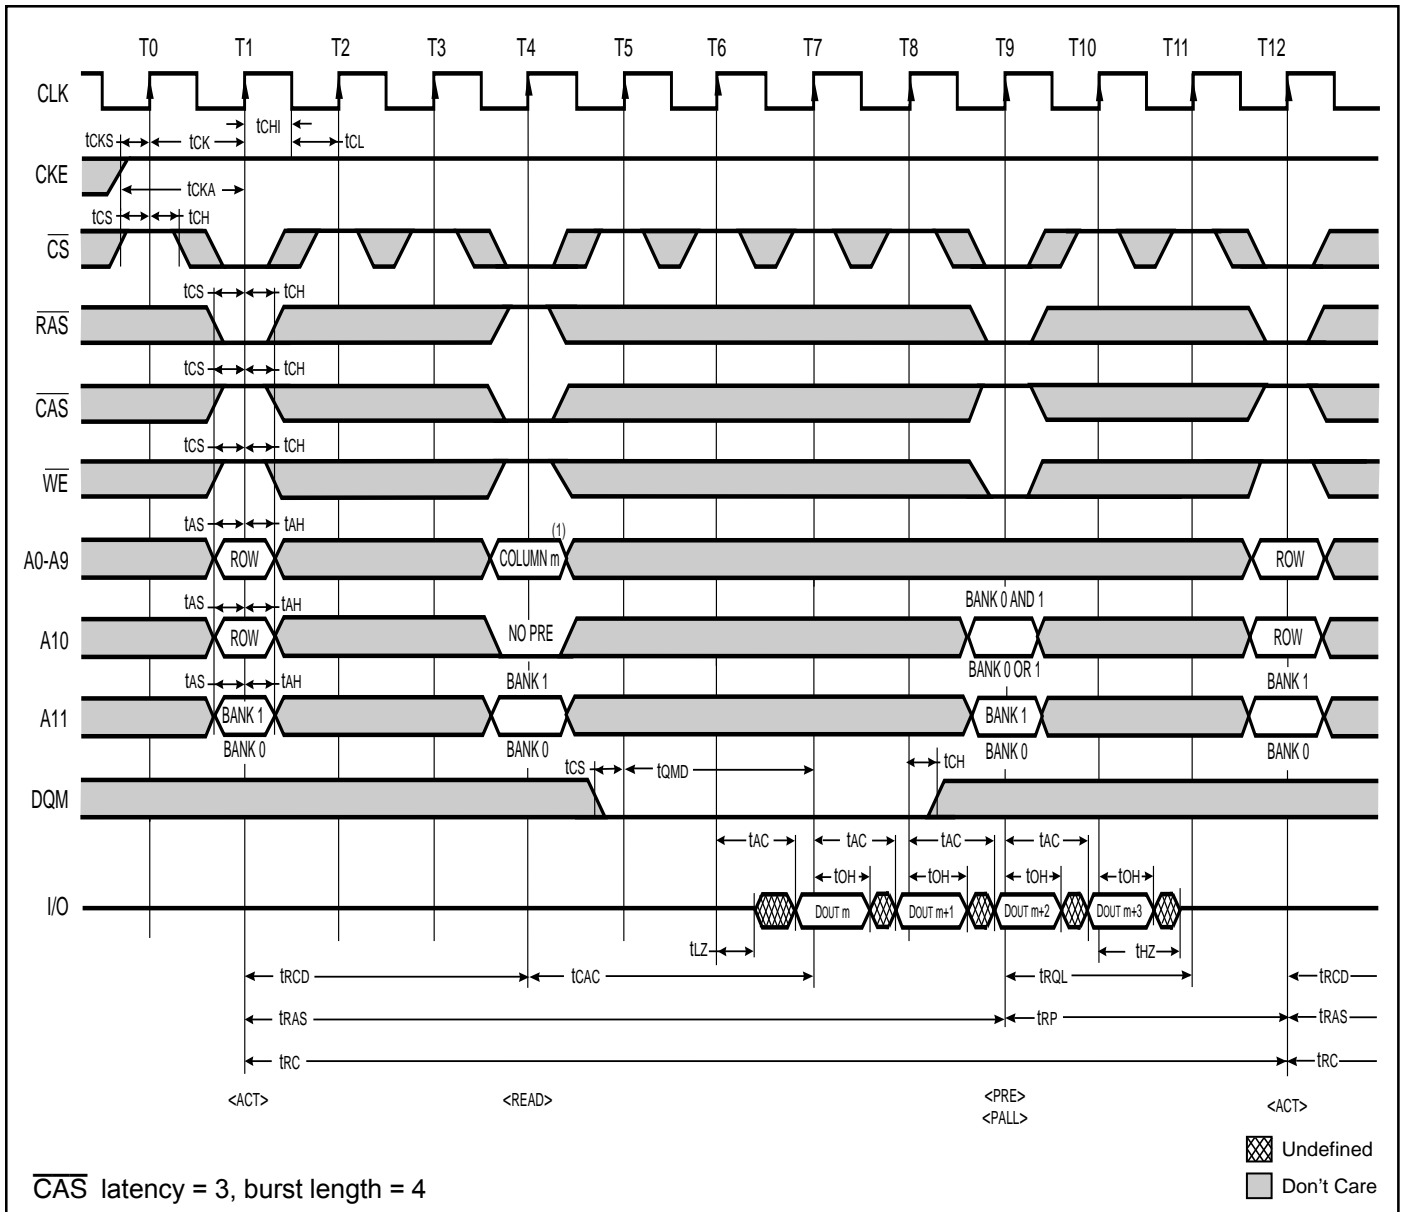 T0 T1 T2 T3 T4 T5 T6 T7 T8 T9 T10 T11 T12
CLK
tCHI
tCKS tCK tCL
CKE
tCKA
tCS tCH
CS
tCS tCH
RAS
tCS tCH
CAS
tCS tCH
WE
tAS tAH (1)
A0-A9 ROW COLUMN m ROW
tAS tAH BANK 0 AND 1
A10 ROW NO PRE ROW
BANK 0 OR 1
tAS tAH BANK 1 BANK 1
A11 BANK 1 BANK 1
BANK 0 BANK 0 BANK 0 BANK 0
tCS tQMD tCH
DQM
tAC tAC tAC tAC
tOH tOH tOH tOH
I/O DOUT m DOUT m+1 DOUT m+2 DOUT m+3
tLZ tHZ
tRCD tCAC tRQL tRCD
tRAS tRP tRAS
tRC tRC
<ACT> <READ> <PRE> <ACT>
<PALL>
Undefined
CAS latency = 3, burst length = 4 Don't Care